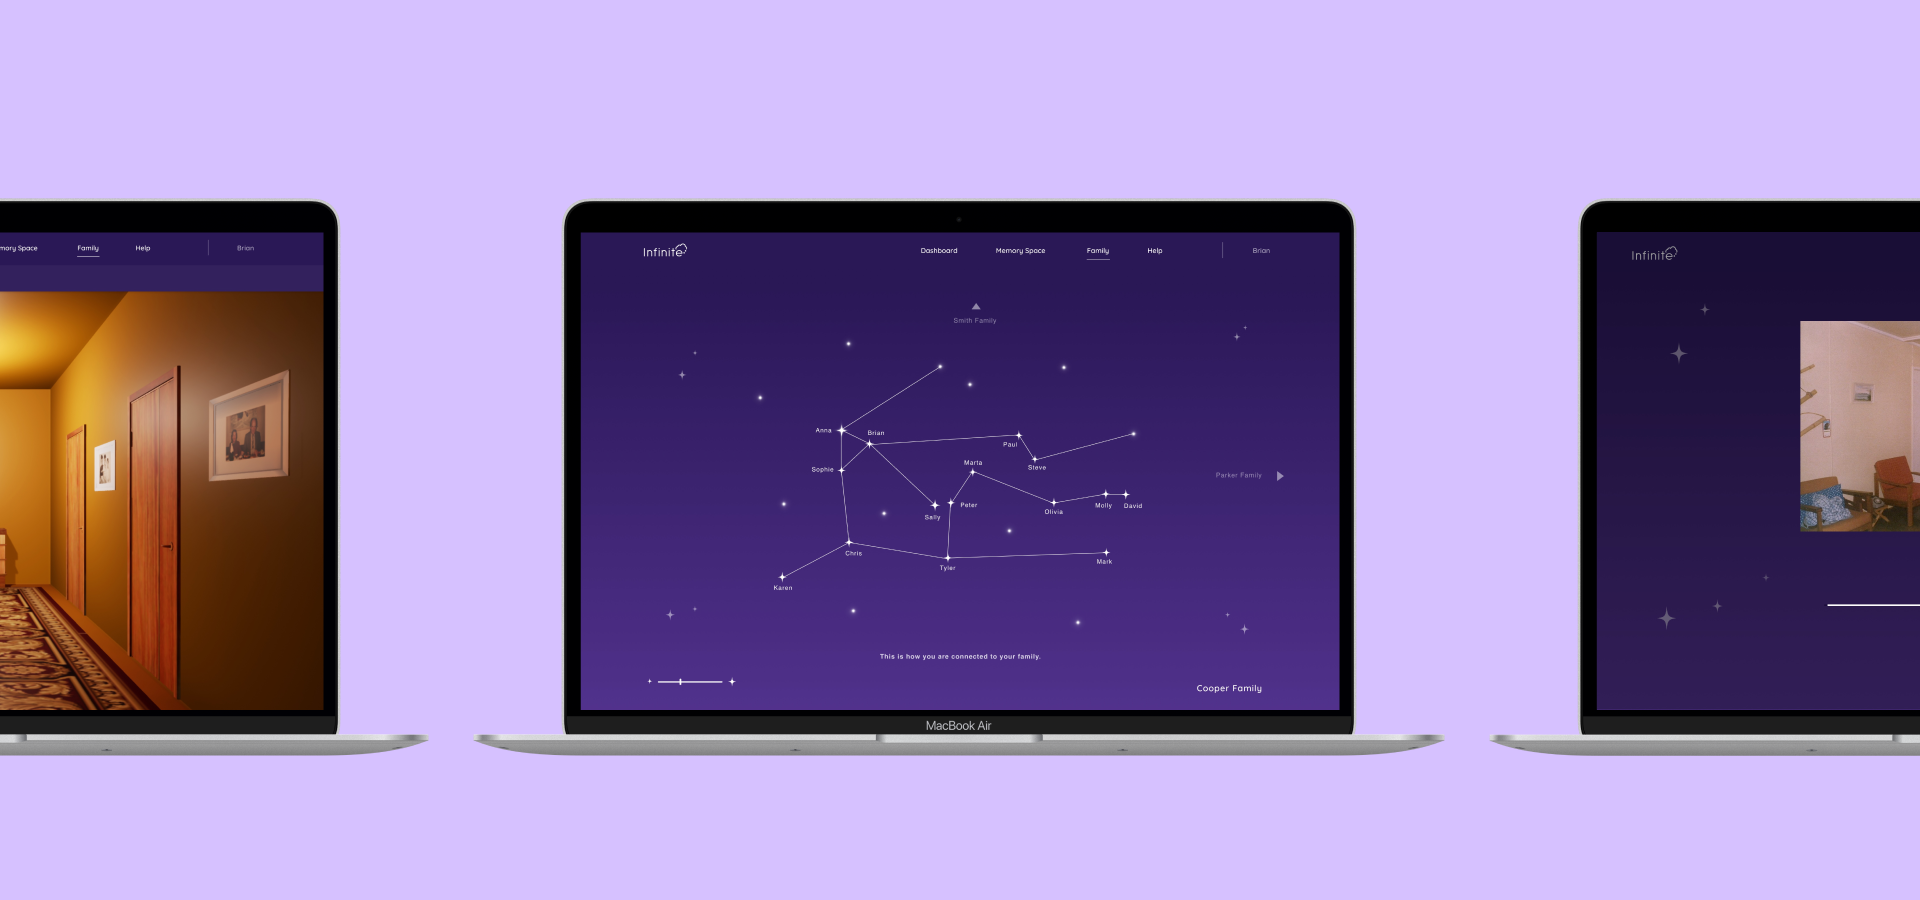 Memory Space Family Help Brian
Infinite
Dashboard Memory Space Family Help Brian
Smith Family
Anna
Brian
Paul
Sophie
Marta
Steve
Parker Family
Sally
Peter
Olivia
Molly
David
Chris
Tyler
Mark
Karen
This is how you are connected to your family.
Cooper Family
MacBook Air
Infinite